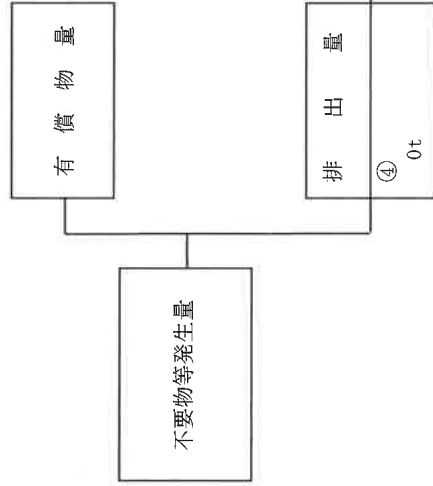 有償物量
不要物等発生量
排出量
④
0t